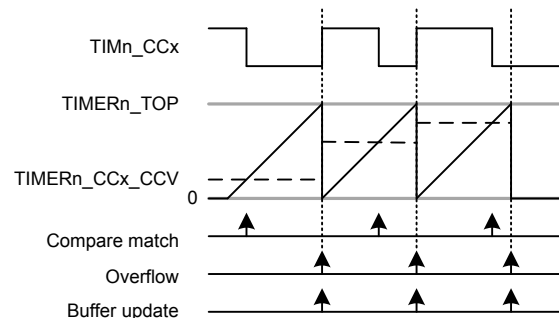 TIMn_CCx
TIMERn_TOP
TIMERn_CCx_CCV
0
Compare match
Overflow
Buffer update